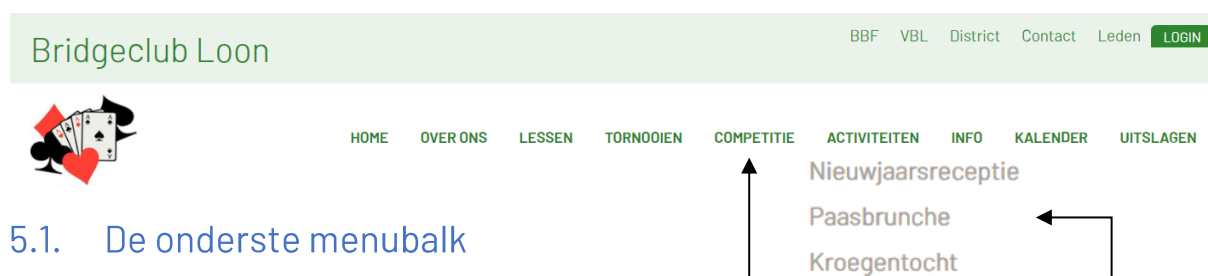 BBF VBL District Contact Leden LOGIN
Bridgeclub Loon
HOME OVER ONS LESSEN TORNOOIEN COMPETITIE ACTIVITEITEN INFO KALENDER UITSLAGEN
Nieuwjaarsreceptie
Paasbrunche
5.1. De onderste menubalk
Kroegentocht